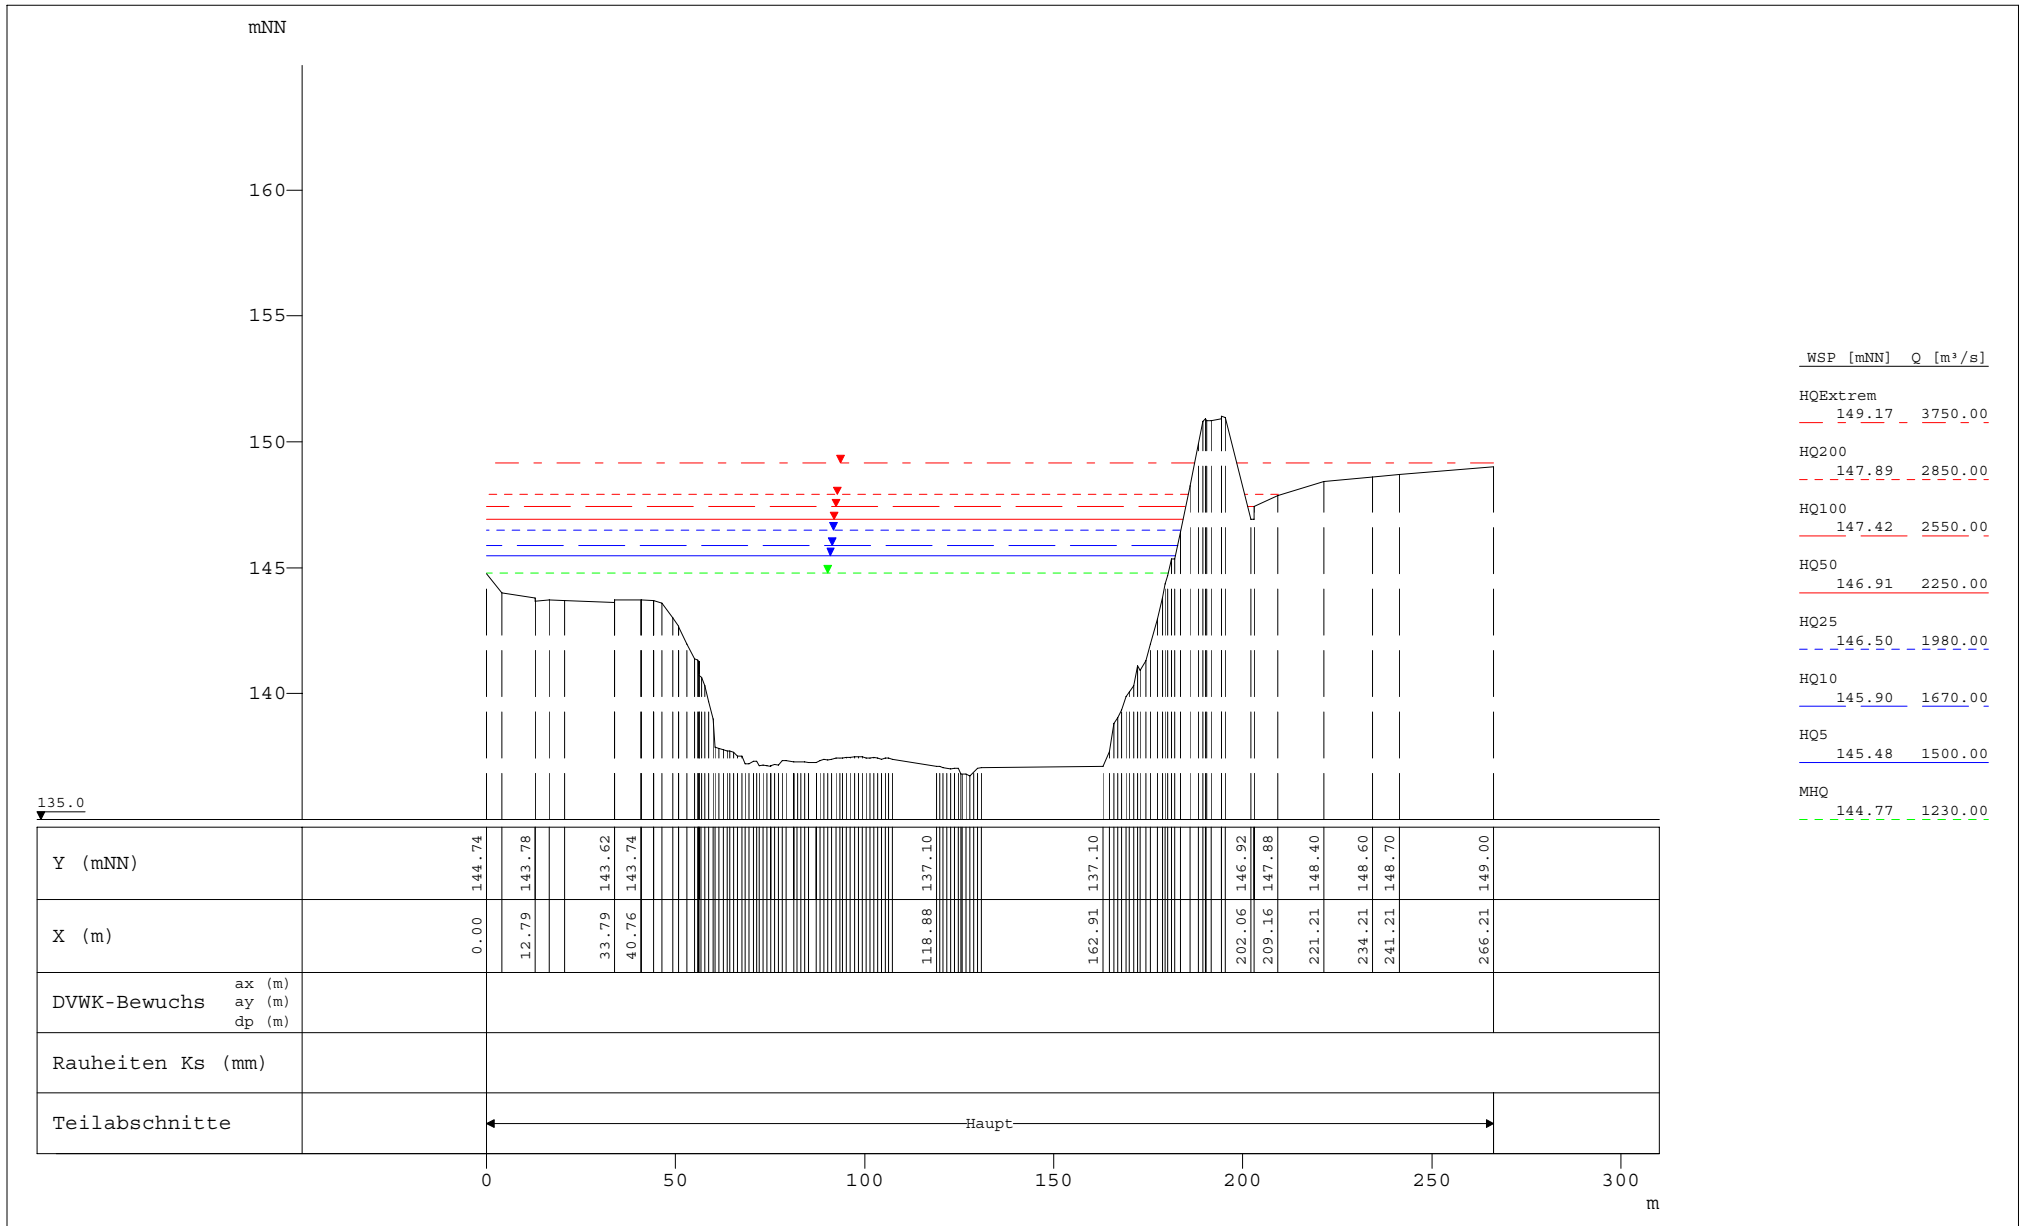 mNN
160
155
150
145
140
135.0
WSP [mNN] Q [m³/s]
HQExtrem
149.17 3750.00
HQ200
147.89 2850.00
HQ100
147.42 2550.00
HQ50
146.91 2250.00
HQ25
146.50 1980.00
HQ10
145.90 1670.00
HQ5
145.48 1500.00
MHQ
144.77 1230.00
Y (mNN)
144.74 143.78 143.62 143.74 137.10 137.10 146.92 147.88 148.40 148.60 148.70 149.00
X (m)
0.00 12.79 33.79 40.76 118.88 162.91 202.06 209.16 221.21 234.21 241.21 266.21
DVWK-Bewuchs
ax (m)
ay (m)
dp (m)
Rauheiten Ks (mm)
Teilabschnitte
Haupt
0 50 100 150 200 250 300
m